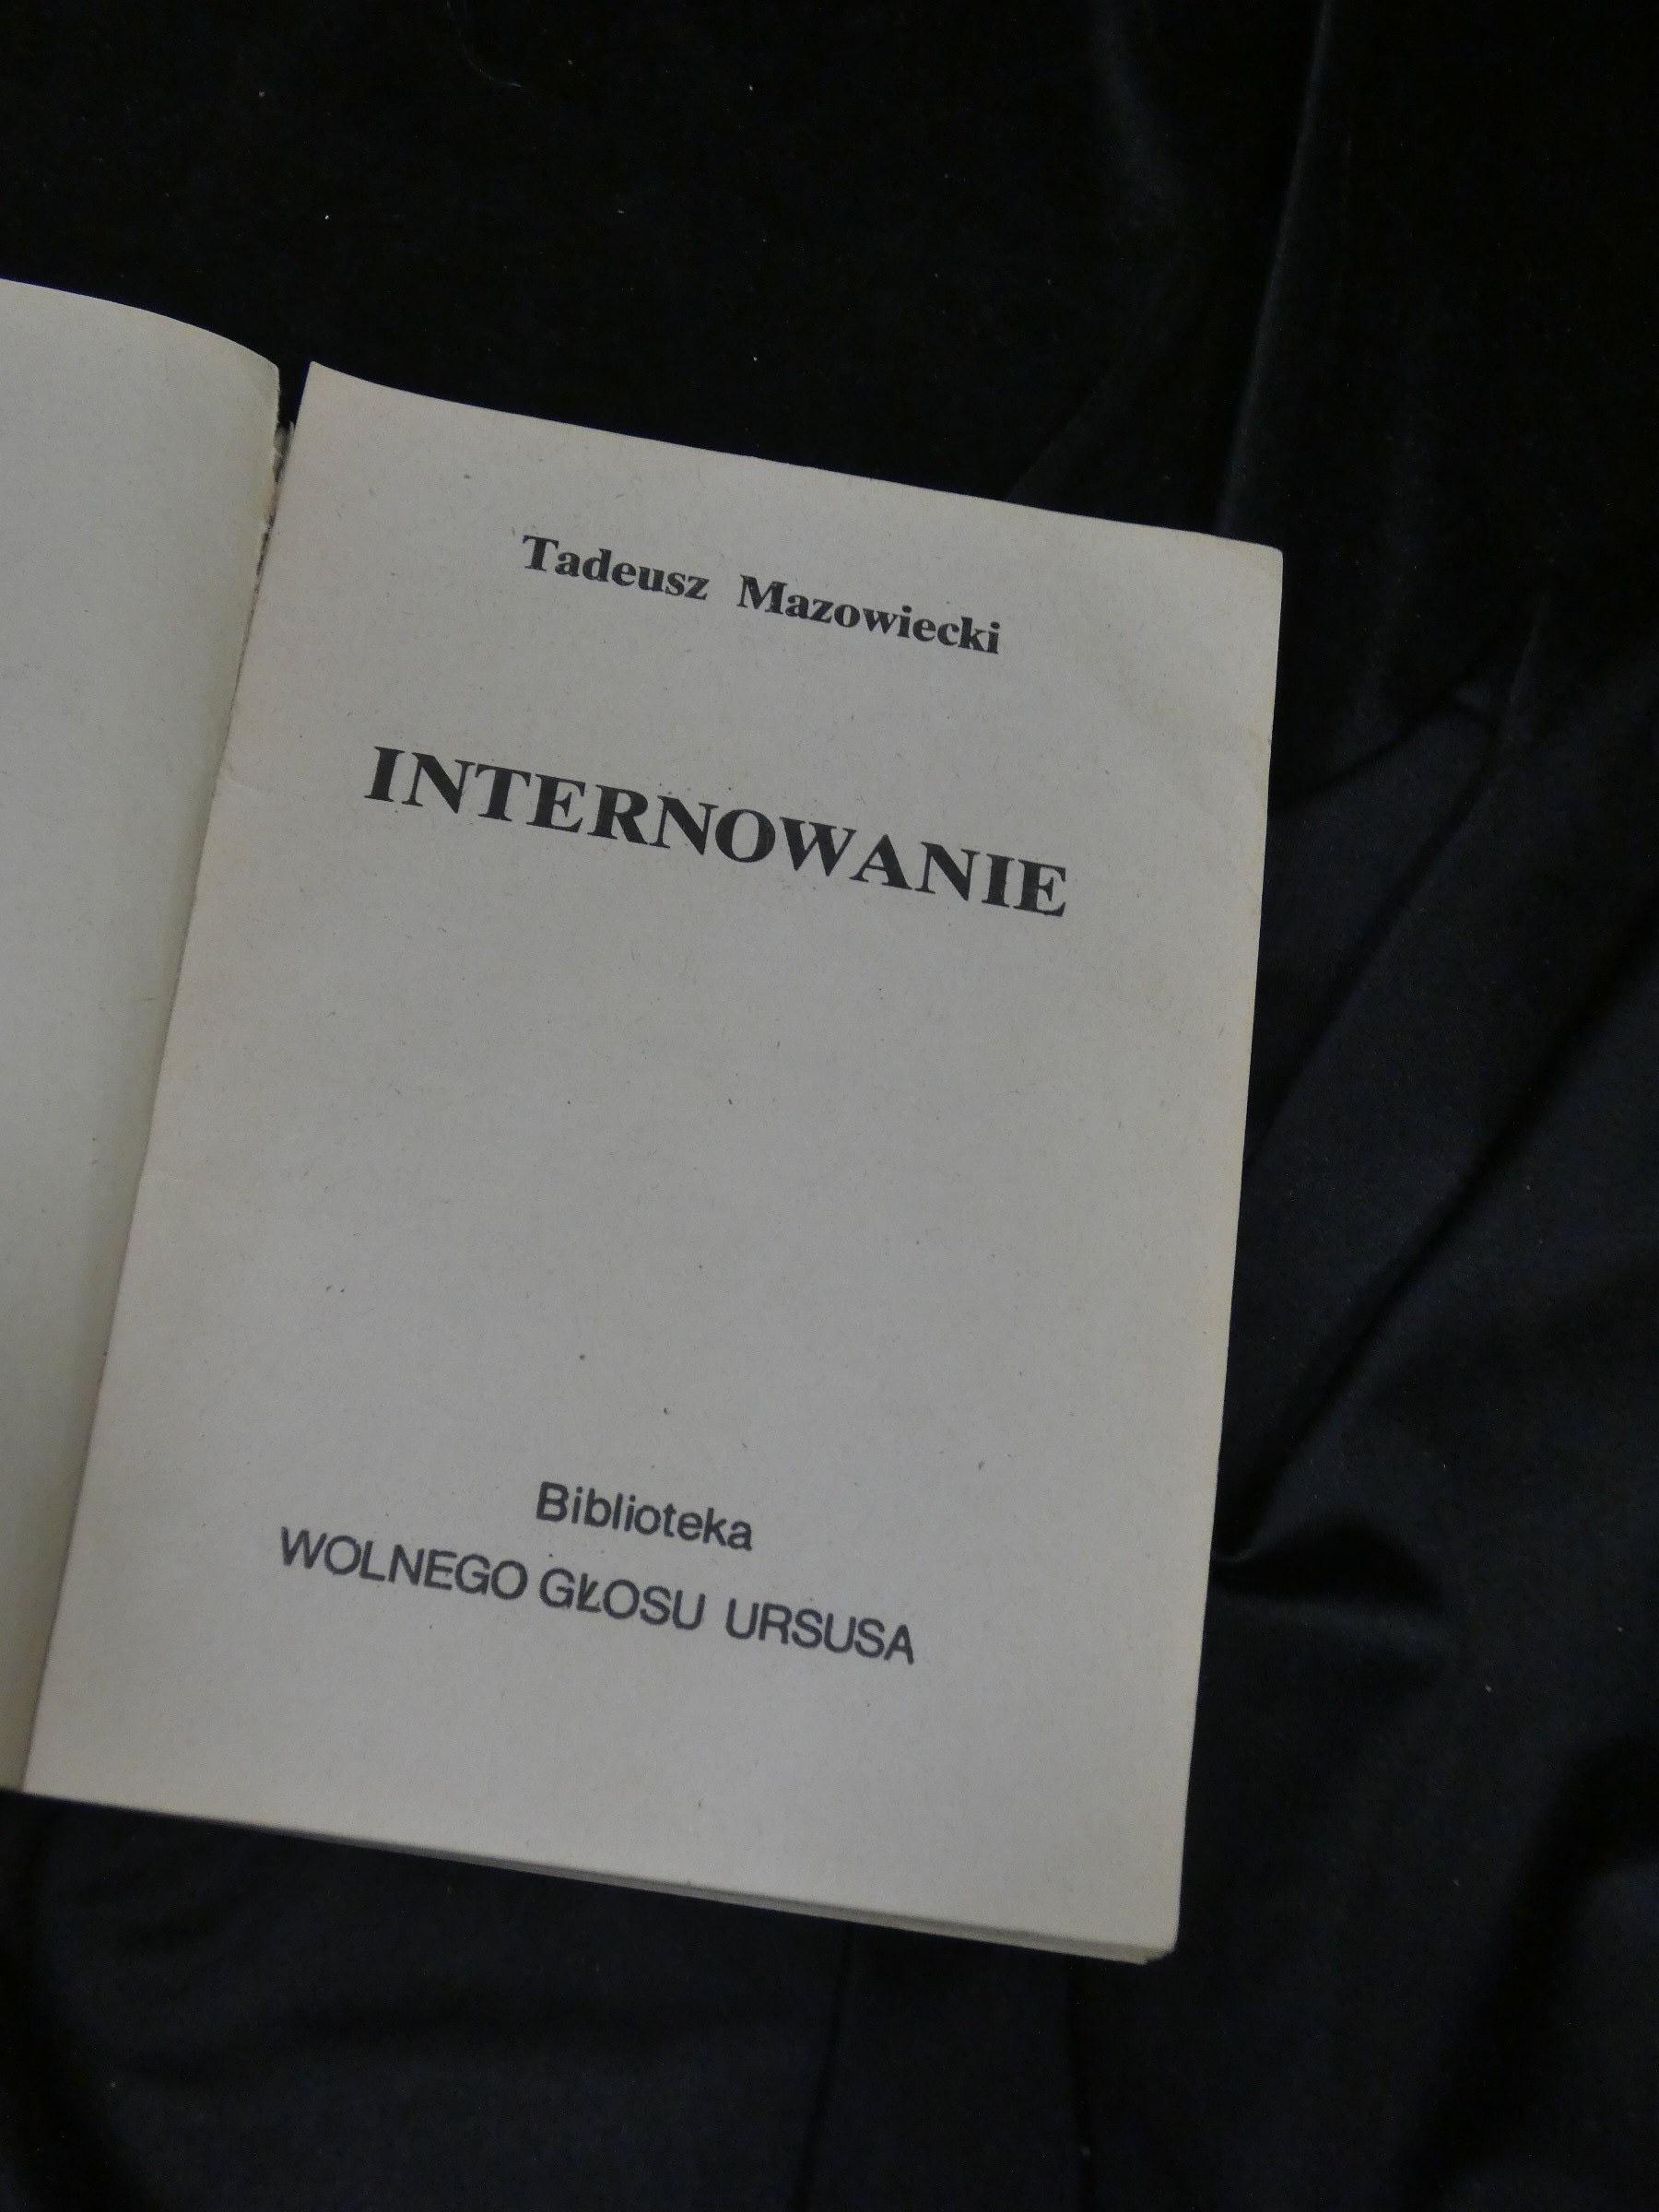 Tadeusz Mazowiecki
INTERNOWANIE
Biblioteka
WOLNEGO GŁOSU URSUSA